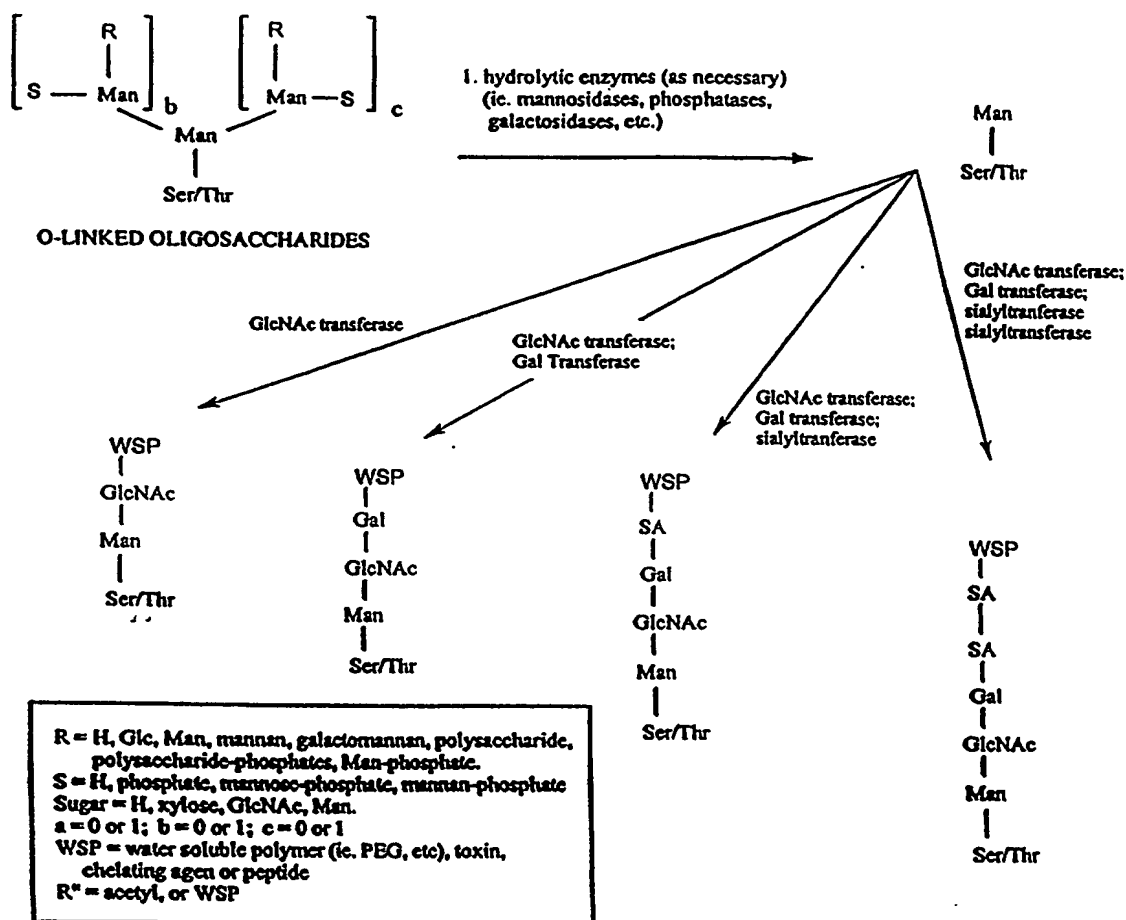 R
R
S
Man
b
Man
S
c
Man
Ser/Thr
O-LINKED OLIGOSACCHARIDES
1. hydrolytic enzymes (as necessary)
(ie. mannosidases, phosphatases,
galactosidases, etc.)
Man
Ser/Thr
GlcNAc transferase
GlcNAc transferase;
Gal Transferase
GlcNAc transferase;
Gal transferase;
sialyltranferase
GlcNAc transferase;
Gal transferase;
sialyltranferase
sialyltransferase
WSP
GlcNAc
Man
Ser/Thr
WSP
Gal
GlcNAc
Man
Ser/Thr
WSP
SA
Gal
GlcNAc
Man
Ser/Thr
WSP
SA
SA
Gal
GlcNAc
Man
Ser/Thr
R = H, Glc, Man, mannan, galactomannan, polysaccharide,
polysaccharide-phosphates, Man-phosphate.
S = H, phosphate, mannose-phosphate, mannan-phosphate
Sugar = H, xylose, GlcNAc, Man.
a = 0 or 1; b = 0 or 1; c = 0 or 1
WSP = water soluble polymer (ie. PEG, etc), toxin,
chelating agen or peptide
R" = acetyl, or WSP